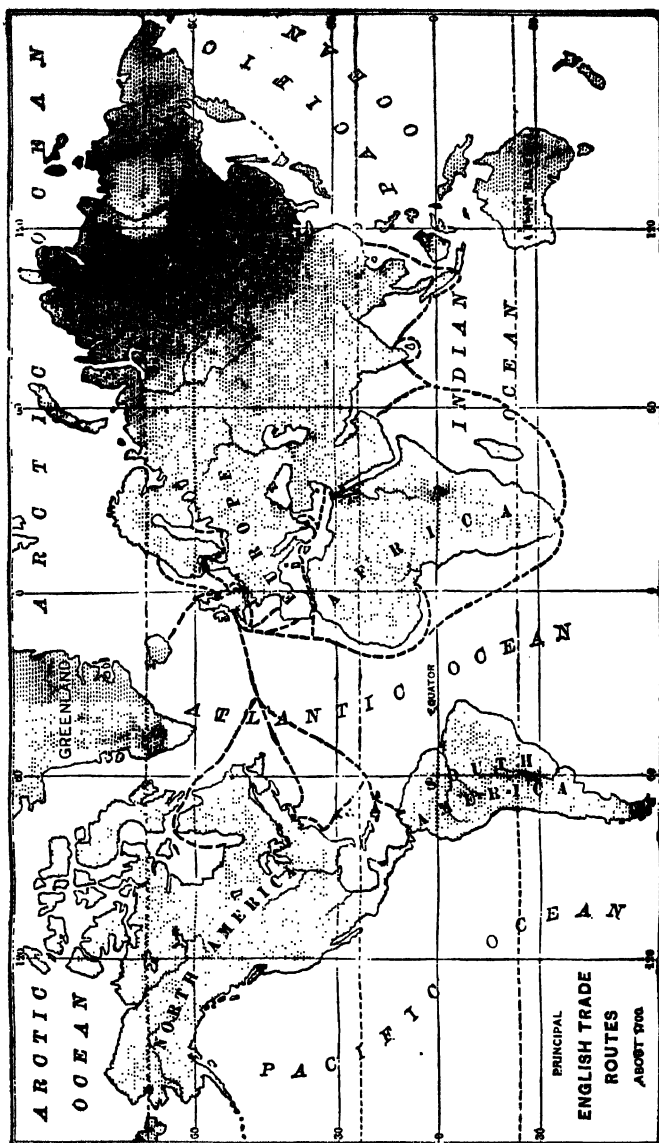 ARCTIC OCEAN
ARCTIC OCEAN
GREENLAND
NORTH AMERICA
EUROPE
ATLANTIC OCEAN
AFRICA
PACIFIC OCEAN
EQUATOR
SOUTH
AMERICA
INDIAN
OCEAN
PACIFIC
OCEAN
PRINCIPAL
ENGLISH TRADE
ROUTES
ABOUT 1700